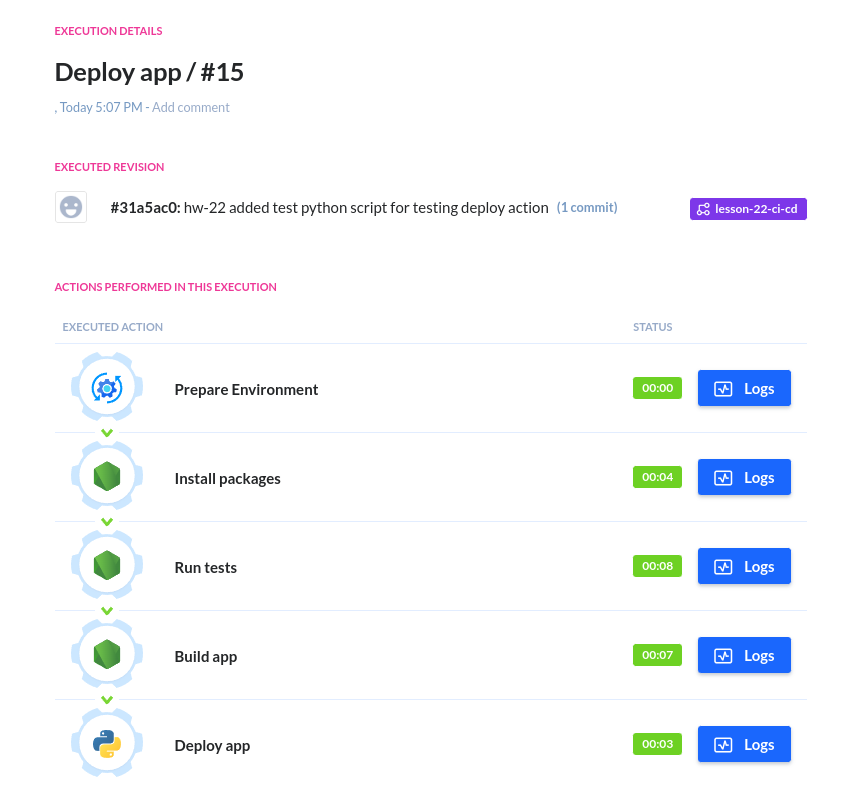 EXECUTION DETAILS
Deploy app / #15
, Today 5:07 PM - Add comment
EXECUTED REVISION
#31a5ac0: hw-22 added test python script for testing deploy action (1 commit) lesson-22-ci-cd
ACTIONS PERFORMED IN THIS EXECUTION
EXECUTED ACTION STATUS
Prepare Environment 00:00 Logs
Install packages 00:04 Logs
Run tests 00:08 Logs
Build app 00:07 Logs
Deploy app 00:03 Logs